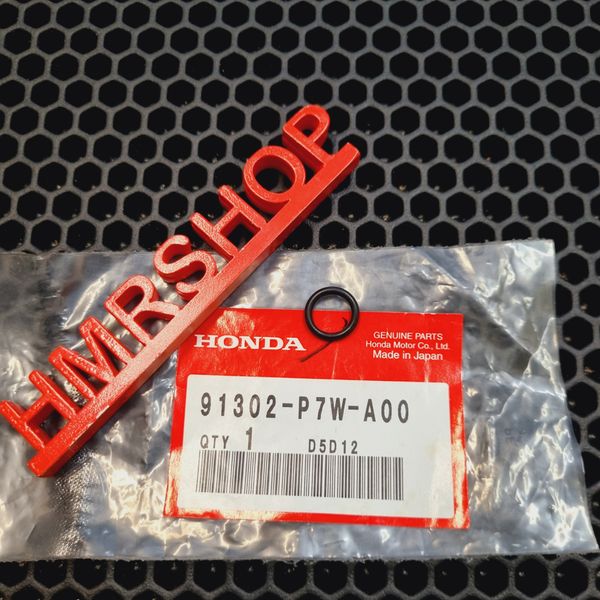 HMRSHOP
HONDA
GENUINE PARTS
Honda Motor Co., Ltd.
Made in Japan
91302-P7W-A00
QTY 1 D5D12